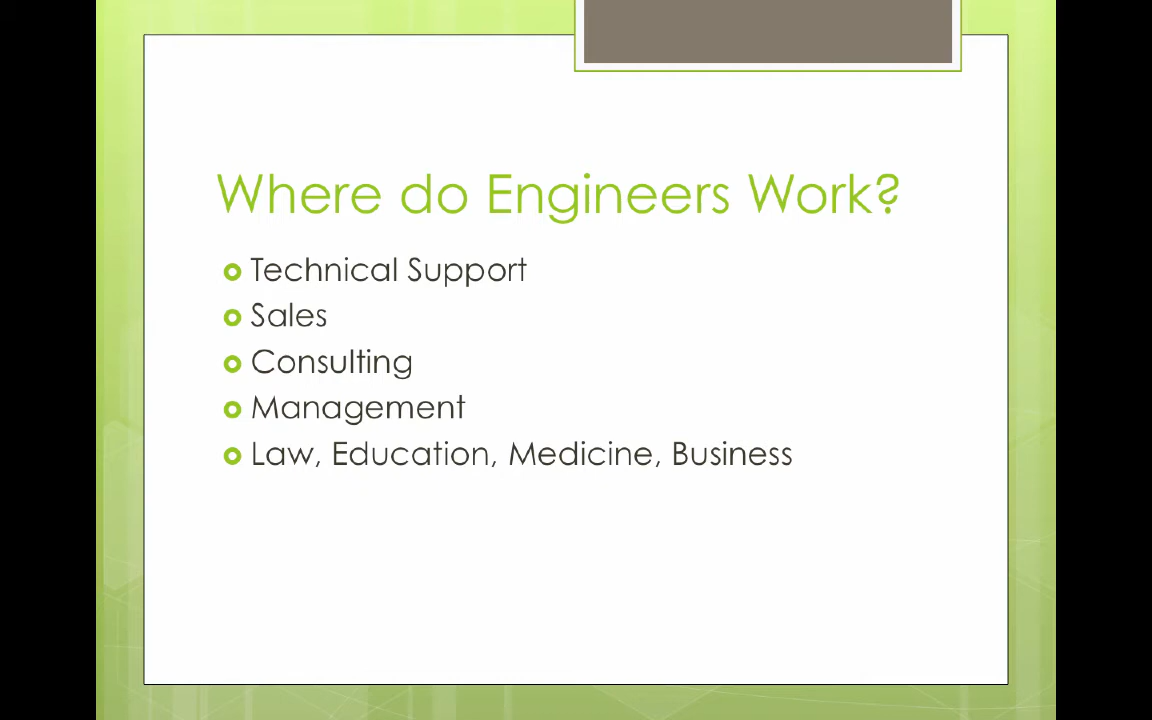 Where do Engineers Work?
Technical Support
Sales
Consulting
Management
Law, Education, Medicine, Business